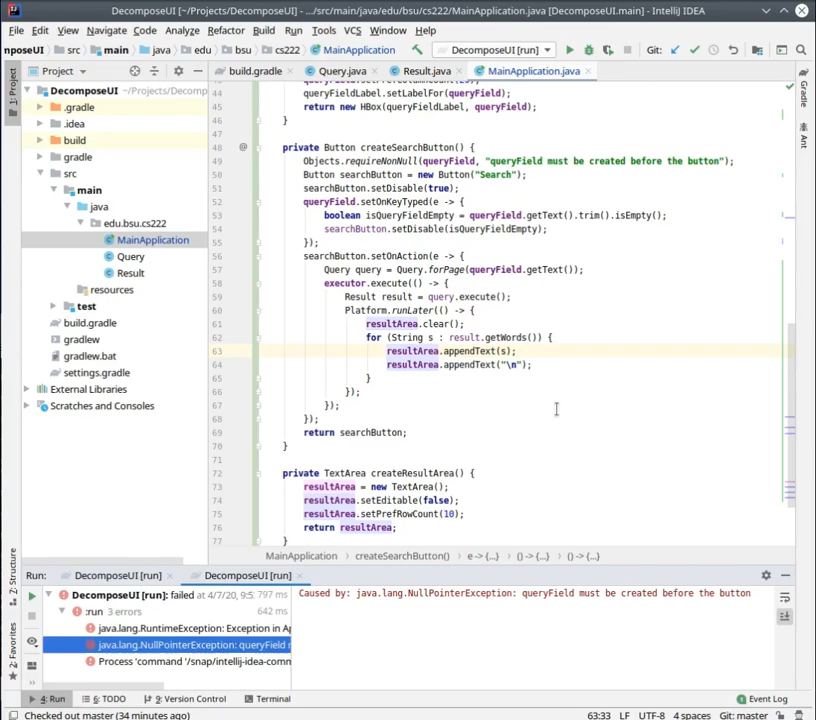 DecomposeUI [~/Projects/DecomposeUI] - .../src/main/java/edu/bsu/cs222/MainApplication.java [DecomposeUI.main] - IntelliJ IDEA
File Edit View Navigate Code Analyze Refactor Build Run Tools VCS Window Help
nposeUI src main java edu bsu cs222 MainApplication DecomposeUI [run] Git:
1: Project
Project
build.gradle Query.java Result.java MainApplication.java
Gradle
Ant
DecomposeUI ~/Projects/Decomp
.gradle
.idea
build
gradle
src
main
java
edu.bsu.cs222
MainApplication
Query
Result
resources
test
build.gradle
gradlew
gradlew.bat
settings.gradle
External Libraries
Scratches and Consoles
44 queryFieldLabel.setLabelFor(queryField);
45 return new HBox(queryFieldLabel, queryField);
46 }
47
48 @ private Button createSearchButton() {
49 Objects.requireNonNull(queryField, "queryField must be created before the button");
50 Button searchButton = new Button("Search");
51 searchButton.setDisable(true);
52 queryField.setOnKeyTyped(e -> {
53 boolean isQueryFieldEmpty = queryField.getText().trim().isEmpty();
54 searchButton.setDisable(isQueryFieldEmpty);
55 });
56 searchButton.setOnAction(e -> {
57 Query query = Query.forPage(queryField.getText());
58 executor.execute(() -> {
59 Result result = query.execute();
60 Platform.runLater(() -> {
61 resultArea.clear();
62 for (String s : result.getWords()) {
63 resultArea.appendText(s);
64 resultArea.appendText("\n");
65 }
66 });
67 });
68 });
69 return searchButton;
70 }
71
72 private TextArea createResultArea() {
73 resultArea = new TextArea();
74 resultArea.setEditable(false);
75 resultArea.setPrefRowCount(10);
76 return resultArea;
77 }
MainApplication createSearchButton() e -> {...} () -> {...} () -> {...}
Z: Structure
2: Favorites
Run: DecomposeUI [run] DecomposeUI [run]
DecomposeUI [run]: failed at 4/7/20, 9:5 797 ms
:run 3 errors 642 ms
java.lang.RuntimeException: Exception in Ap
java.lang.NullPointerException: queryField r
Process 'command '/snap/intellij-idea-comm
Caused by: java.lang.NullPointerException: queryField must be created before the button
4: Run 6: TODO 9: Version Control Terminal Event Log
Checked out master (34 minutes ago) 63:33 LF UTF-8 4 spaces Git: master